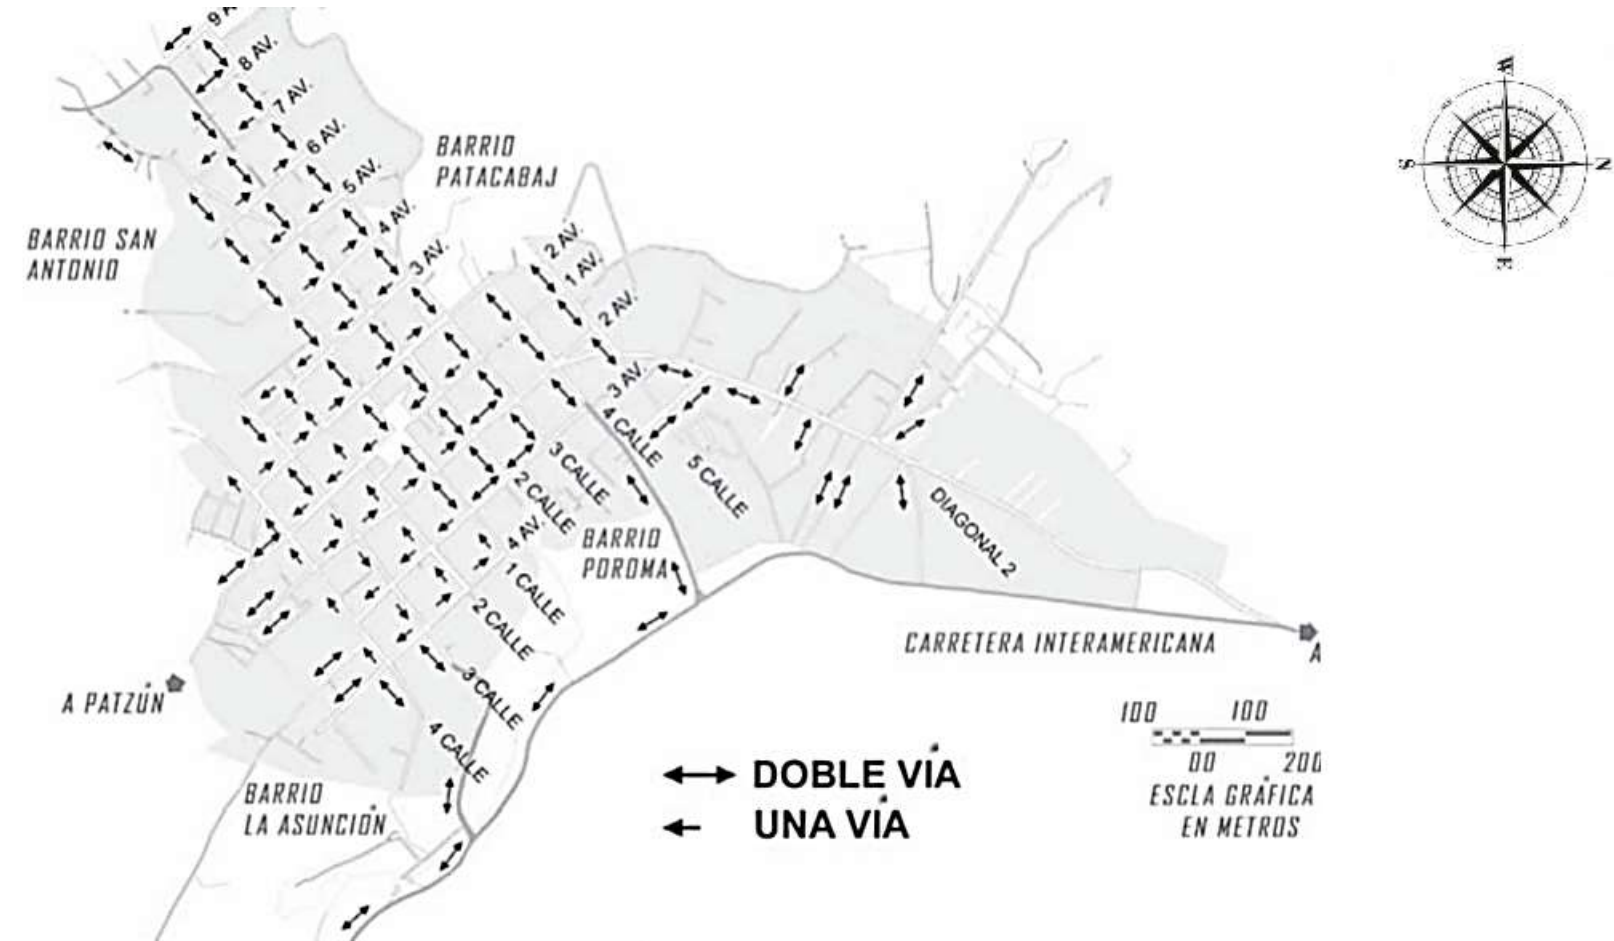 9 A
8 AV.
7 AV.
6 AV.
5 AV.
4 AV.
3 AV.
BARRIO
PATACABAJ
BARRIO SAN
ANTONIO
2 AV.
1 AV.
2 AV.
3 AV.
4 CALLE
5 CALLE
3 CALLE
2 CALLE
4 AV.
1 CALLE
2 CALLE
3 CALLE
4 CALLE
BARRIO
POROMA
DIAGONAL 2
CARRETERA INTERAMERICANA
A
A PATZÚN
BARRIO
LA ASUNCIÓN
DOBLE VÍA
UNA VÍA
100 100
00 200
ESCLA GRÁFICA
EN METROS
W
S N
E